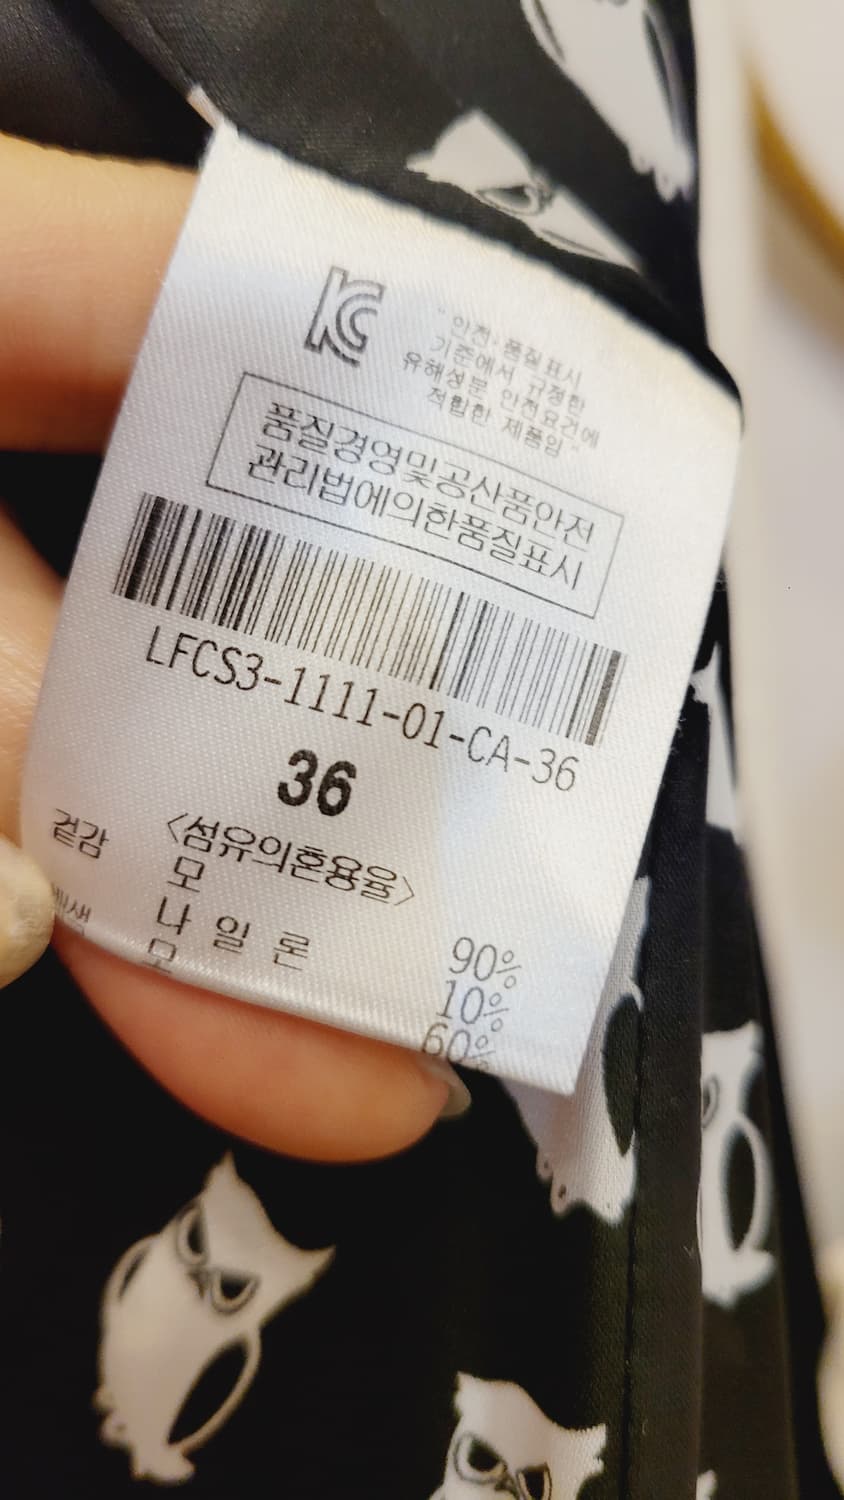 KC
"안전·품질표시
기준에서 규정한
유해성분 안전요건에
적합한 제품임"
품질경영및공산품안전
관리법에의한품질표시
LFCS3-1111-01-CA-36
36
<섬유의혼용율>
겉감 모 90%
나 일 론 10%
배색 모 60%